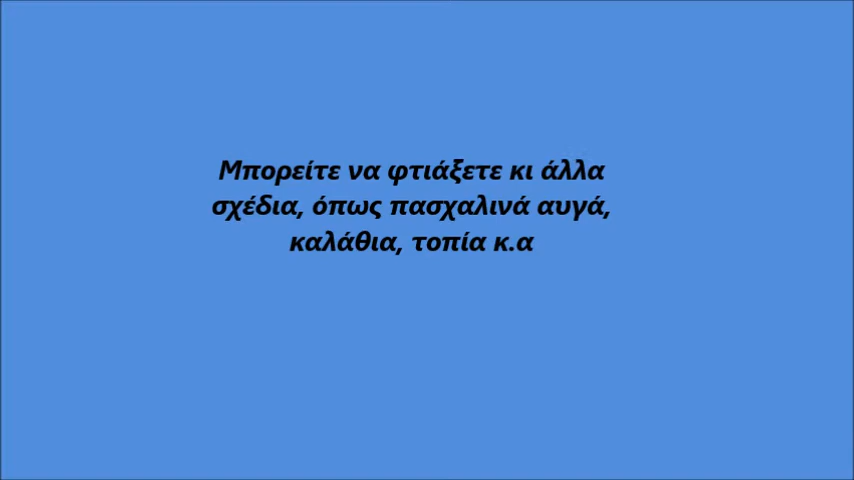 Μπορείτε να φτιάξετε κι άλλα
σχέδια, όπως πασχαλινά αυγά,
καλάθια, τοπία κ.α